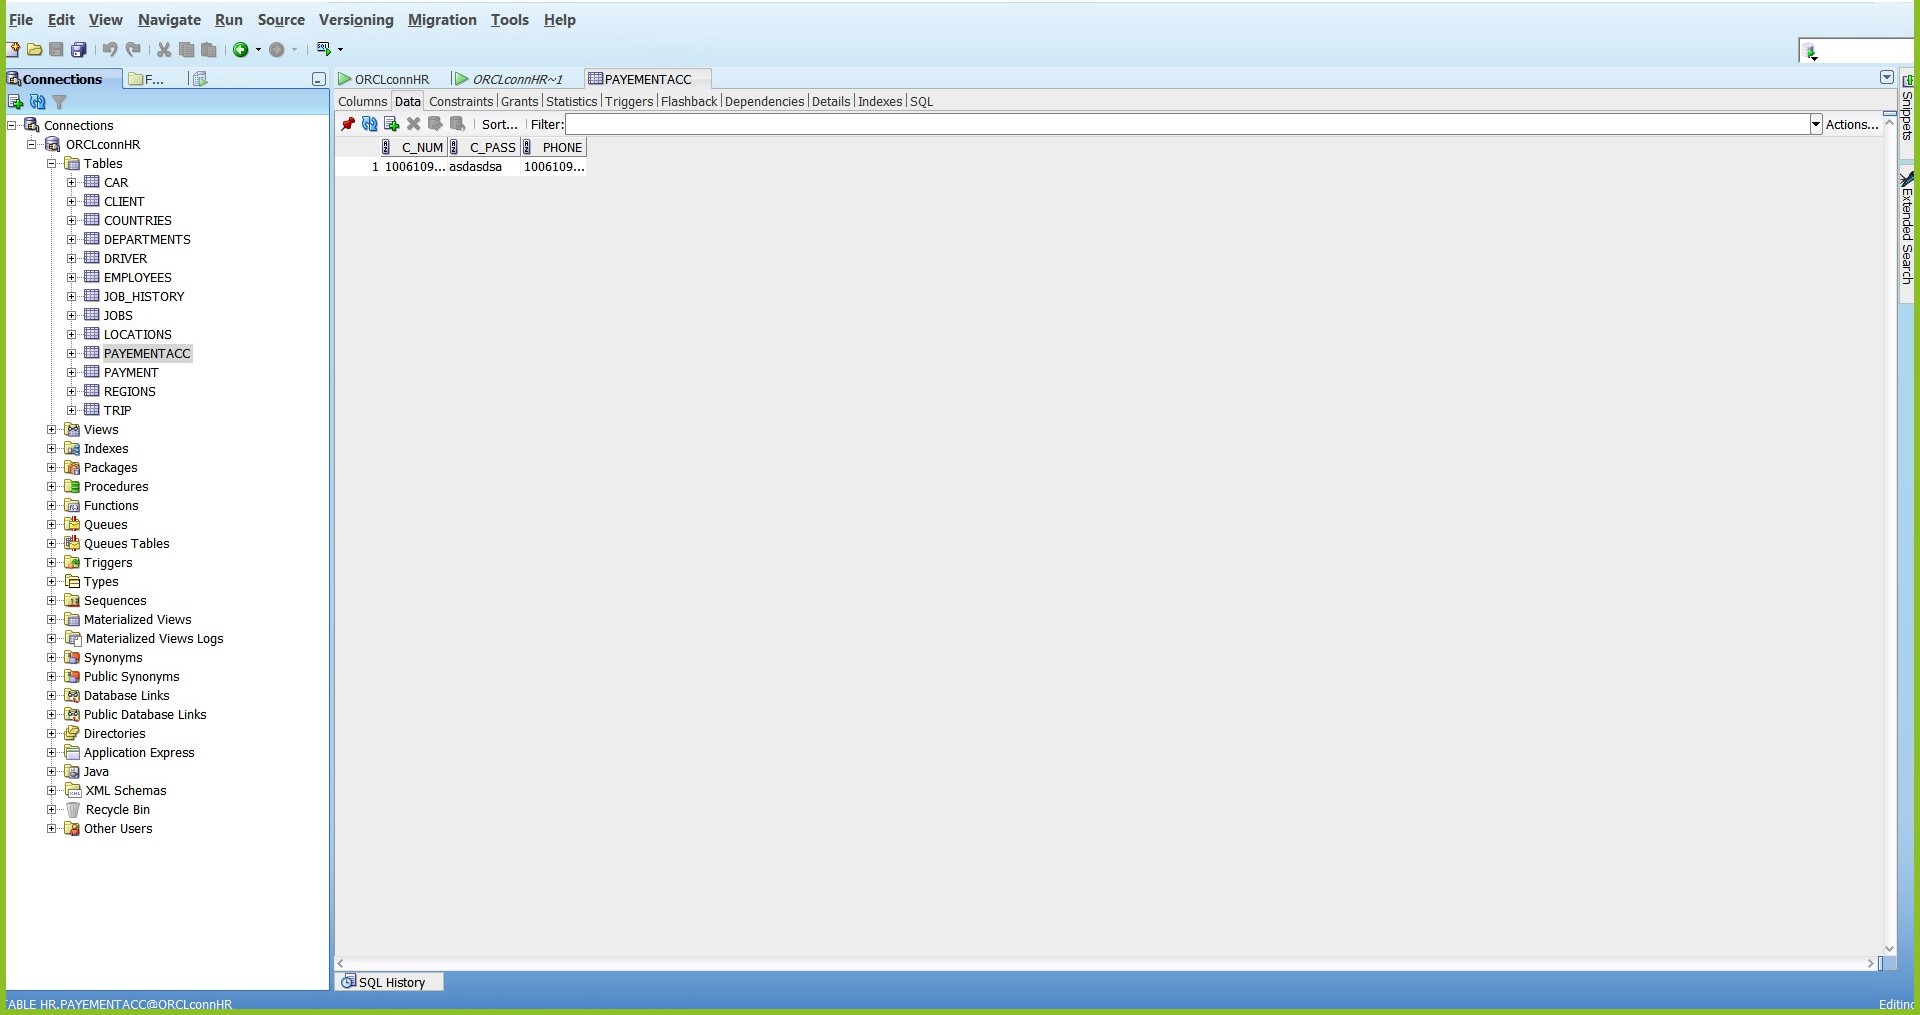 File Edit View Navigate Run Source Versioning Migration Tools Help
Connections F...
ORCLconnHR ORCLconnHR~1 PAYEMENTACC
Columns Data Constraints Grants Statistics Triggers Flashback Dependencies Details Indexes SQL
Sort... Filter: Actions...
C_NUM C_PASS PHONE
1 1006109... asdasdsa 1006109...
Connections
ORCLconnHR
Tables
CAR
CLIENT
COUNTRIES
DEPARTMENTS
DRIVER
EMPLOYEES
JOB_HISTORY
JOBS
LOCATIONS
PAYEMENTACC
PAYMENT
REGIONS
TRIP
Views
Indexes
Packages
Procedures
Functions
Queues
Queues Tables
Triggers
Types
Sequences
Materialized Views
Materialized Views Logs
Synonyms
Public Synonyms
Database Links
Public Database Links
Directories
Application Express
Java
XML Schemas
Recycle Bin
Other Users
Snippets
Extended Search
SQL History
ABLE HR.PAYEMENTACC@ORCLconnHR
Editing